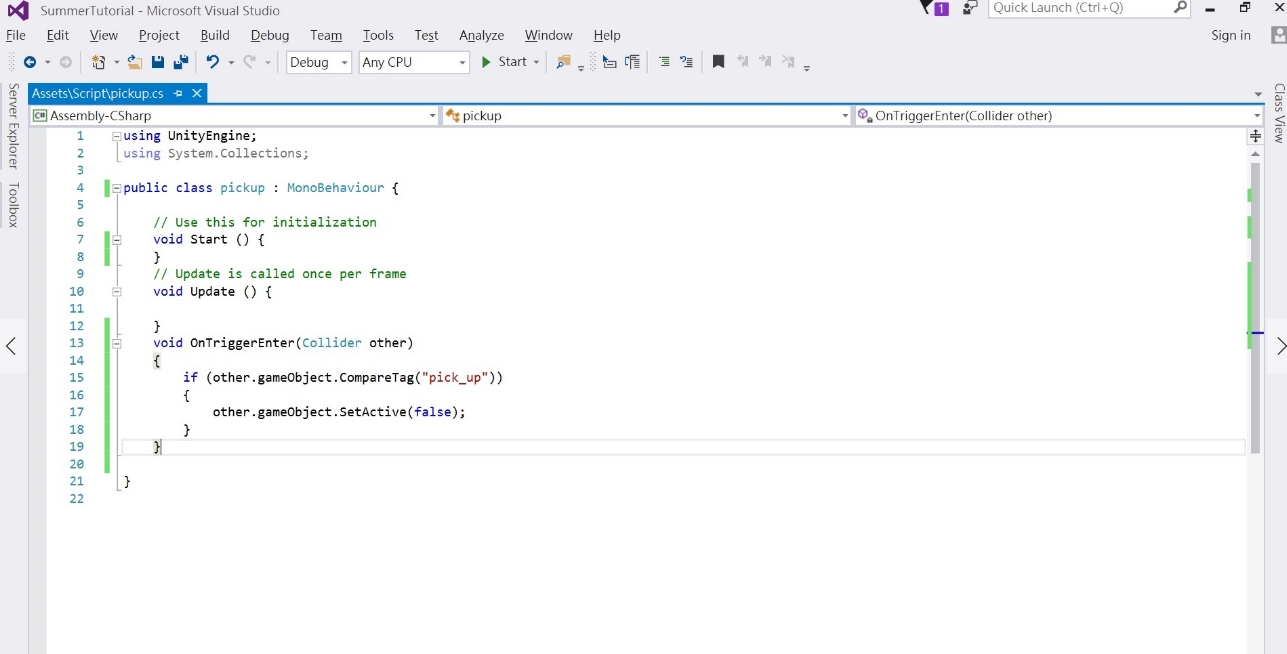 SummerTutorial - Microsoft Visual Studio
1
Quick Launch (Ctrl+Q)
File Edit View Project Build Debug Team Tools Test Analyze Window Help
Sign in
Debug Any CPU Start
Assets\Script\pickup.cs
Assembly-CSharp pickup OnTriggerEnter(Collider other)
Server Explorer
Toolbox
Class View
1 using UnityEngine;
2 using System.Collections;
3
4 public class pickup : MonoBehaviour {
5
6 // Use this for initialization
7 void Start () {
8 }
9 // Update is called once per frame
10 void Update () {
11
12 }
13 void OnTriggerEnter(Collider other)
14 {
15 if (other.gameObject.CompareTag("pick_up"))
16 {
17 other.gameObject.SetActive(false);
18 }
19 }
20
21 }
22